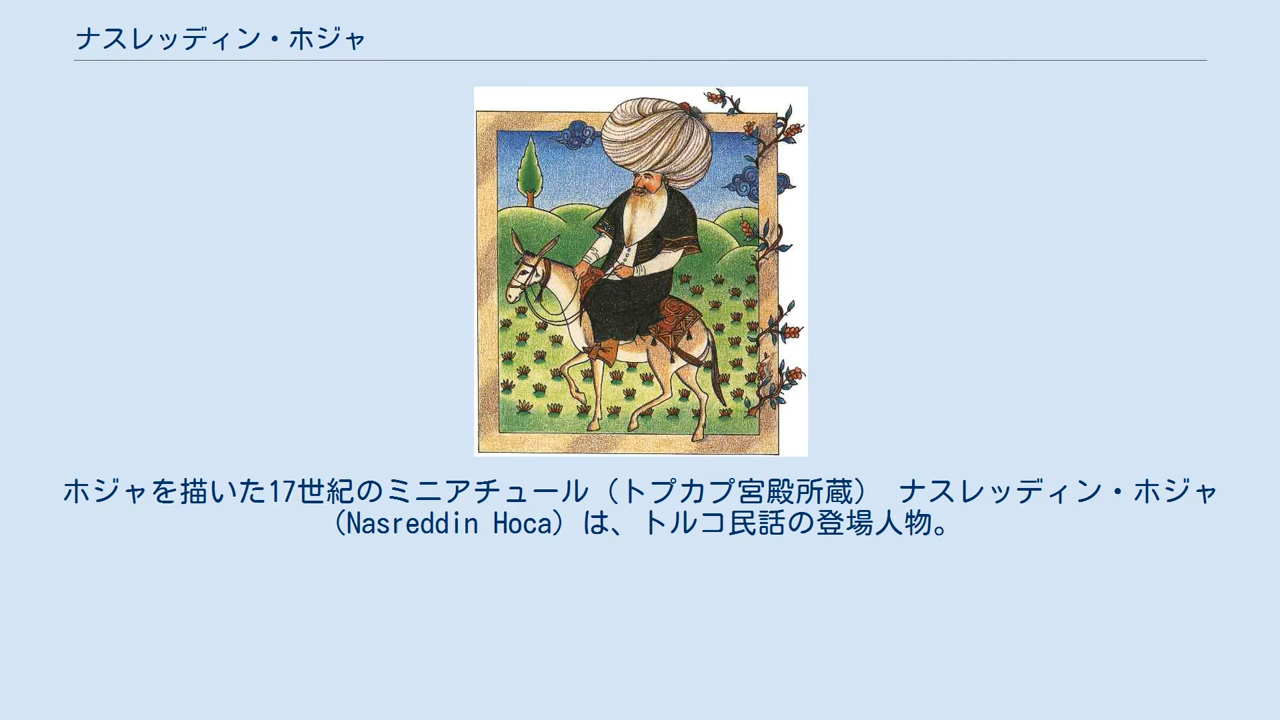 ナスレッディン・ホジャ
ホジャを描いた17世紀のミニアチュール（トプカプ宮殿所蔵） ナスレッディン・ホジャ
（Nasreddin Hoca）は、トルコ民話の登場人物。